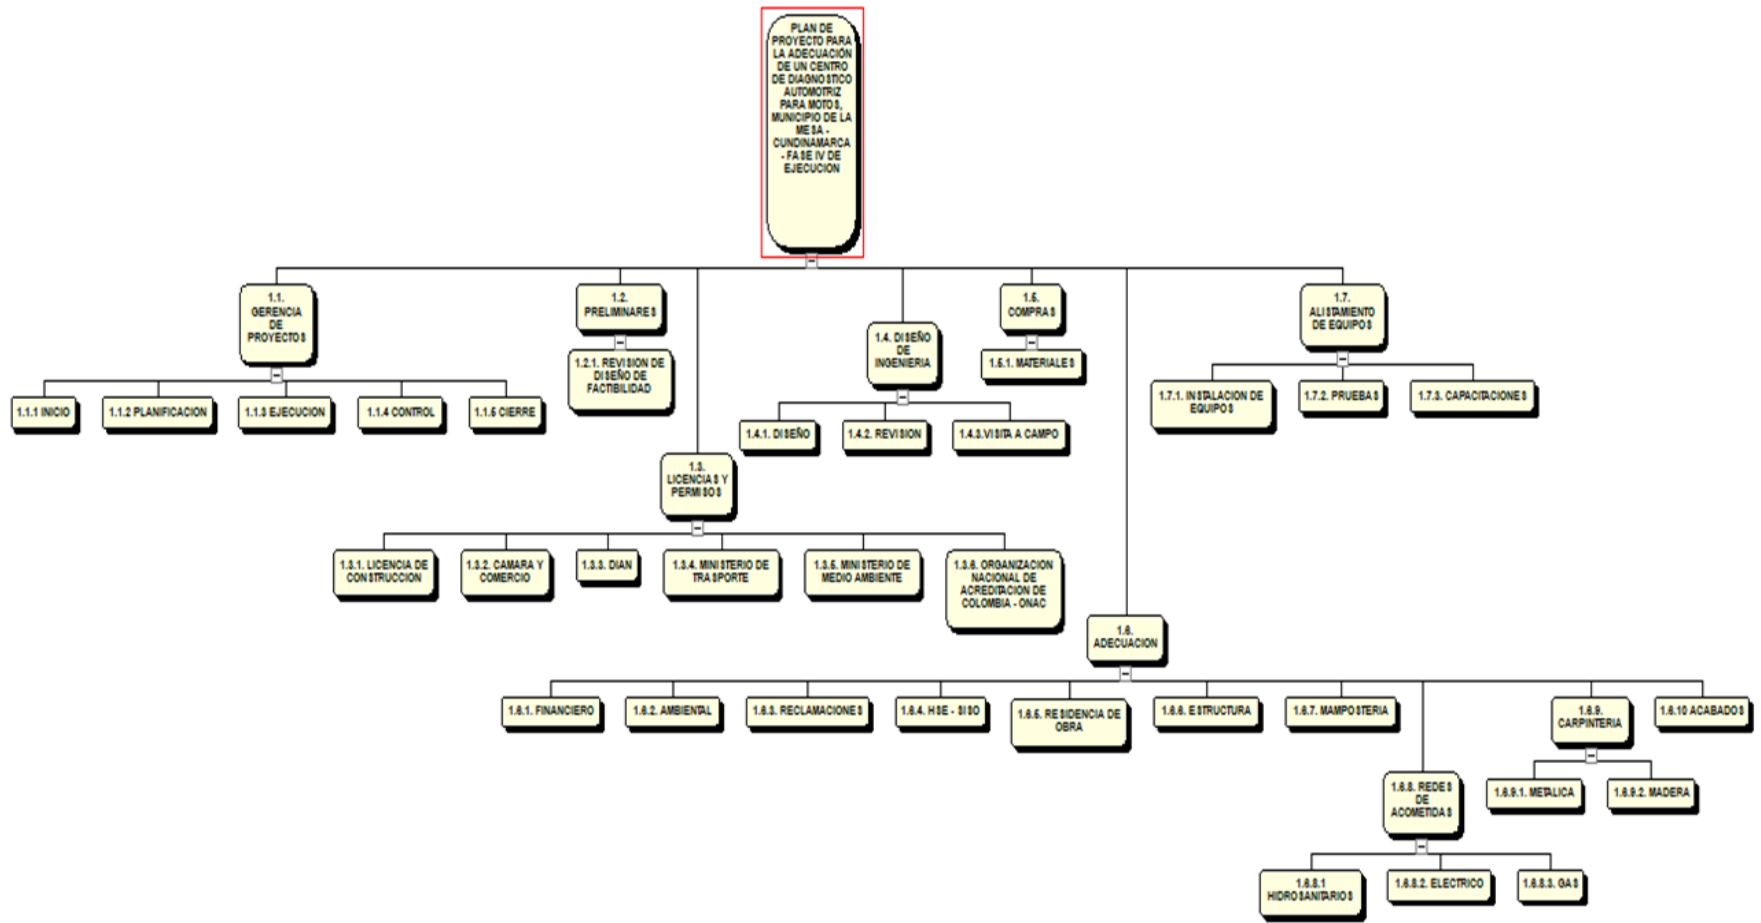 PLAN DE
PROYECTO PARA
LA ADECUACION
DE UN CENTRO
DE DIAGNOSTICO
AUTOMOTRIZ
PARA MOTOS,
MUNICIPIO DE LA
MESA -
CUNDINAMARCA
- FASE IV DE
EJECUCION
1.1.
GERENCIA
DE
PROYECTOS
1.2.
PRELIMINARES
1.4. DISEÑO
DE
INGENIERIA
1.5.
COMPRAS
1.7.
ALISTAMIENTO
DE EQUIPOS
1.2.1. REVISION DE
DISEÑO DE
FACTIBILIDAD
1.5.1. MATERIALES
1.1.1 INICIO
1.1.2 PLANIFICACION
1.1.3 EJECUCION
1.1.4 CONTROL
1.1.5 CIERRE
1.7.1. INSTALACION DE
EQUIPOS
1.7.2. PRUEBAS
1.7.3. CAPACITACIONES
1.4.1. DISEÑO
1.4.2. REVISION
1.4.3.VISITA A CAMPO
1.3.
LICENCIAS Y
PERMISOS
1.3.1. LICENCIA DE
CONSTRUCCION
1.3.2. CAMARA Y
COMERCIO
1.3.3. DIAN
1.3.4. MINISTERIO DE
TRASPORTE
1.3.5. MINISTERIO DE
MEDIO AMBIENTE
1.3.6. ORGANIZACION
NACIONAL DE
ACREDITACION DE
COLOMBIA - ONAC
1.6.
ADECUACION
1.6.1. FINANCIERO
1.6.2. AMBIENTAL
1.6.3. RECLAMACIONES
1.6.4. HSE - SISO
1.6.5. RESIDENCIA DE
OBRA
1.6.6. ESTRUCTURA
1.6.7. MAMPOSTERIA
1.6.9.
CARPINTERIA
1.6.10 ACABADOS
1.6.8. REDES
DE
ACOMETIDAS
1.6.9.1. METALICA
1.6.9.2. MADERA
1.6.8.1
HIDROSANITARIOS
1.6.8.2. ELECTRICO
1.6.8.3. GAS